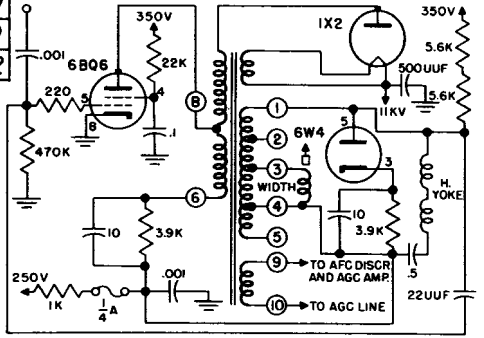 350V
1X2
350V
.001
6BQ6
22K
5.6K
500UUF
220
5
4
8
8
.1
11KV
5.6K
1
6W4
5
470K
2
3
3
WIDTH
H. YOKE
6
4
10
3.9K
10
3.9K
5
.5
250V
.001
9
TO AFC DISCR. AND AGC AMP.
22UUF
1K
1/4 A
10
TO AGC LINE